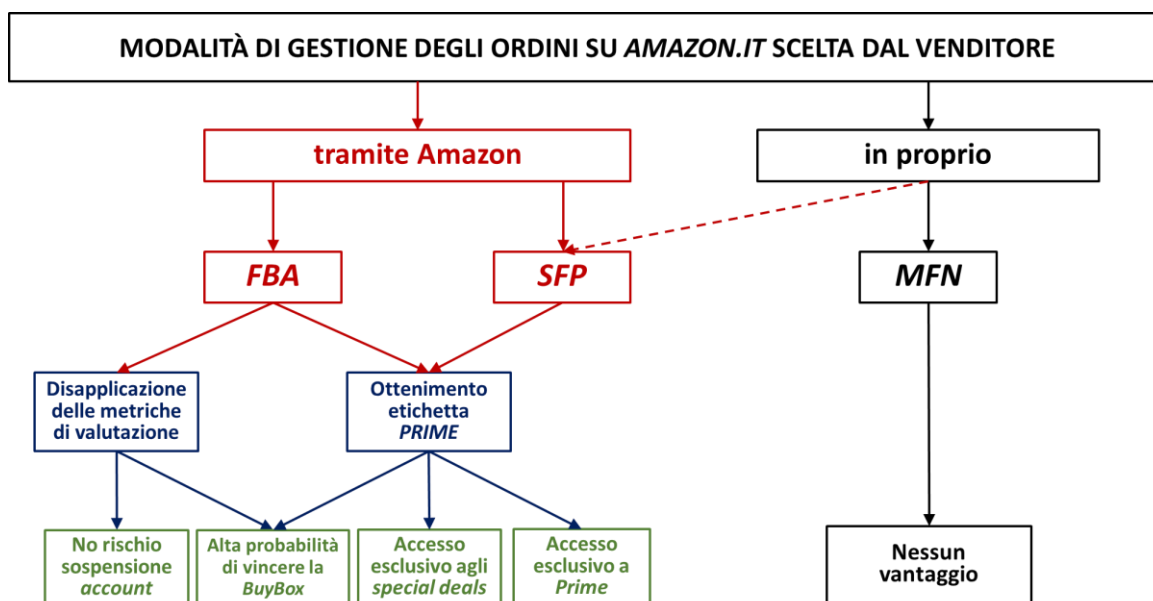 MODALITÀ DI GESTIONE DEGLI ORDINI SU AMAZON.IT SCELTA DAL VENDITORE
tramite Amazon
in proprio
FBA
SFP
MFN
Disapplicazione
delle metriche
di valutazione
Ottenimento
etichetta
PRIME
No rischio
sospensione
account
Alta probabilità
di vincere la
BuyBox
Accesso
esclusivo agli
special deals
Accesso
esclusivo a
Prime
Nessun
vantaggio